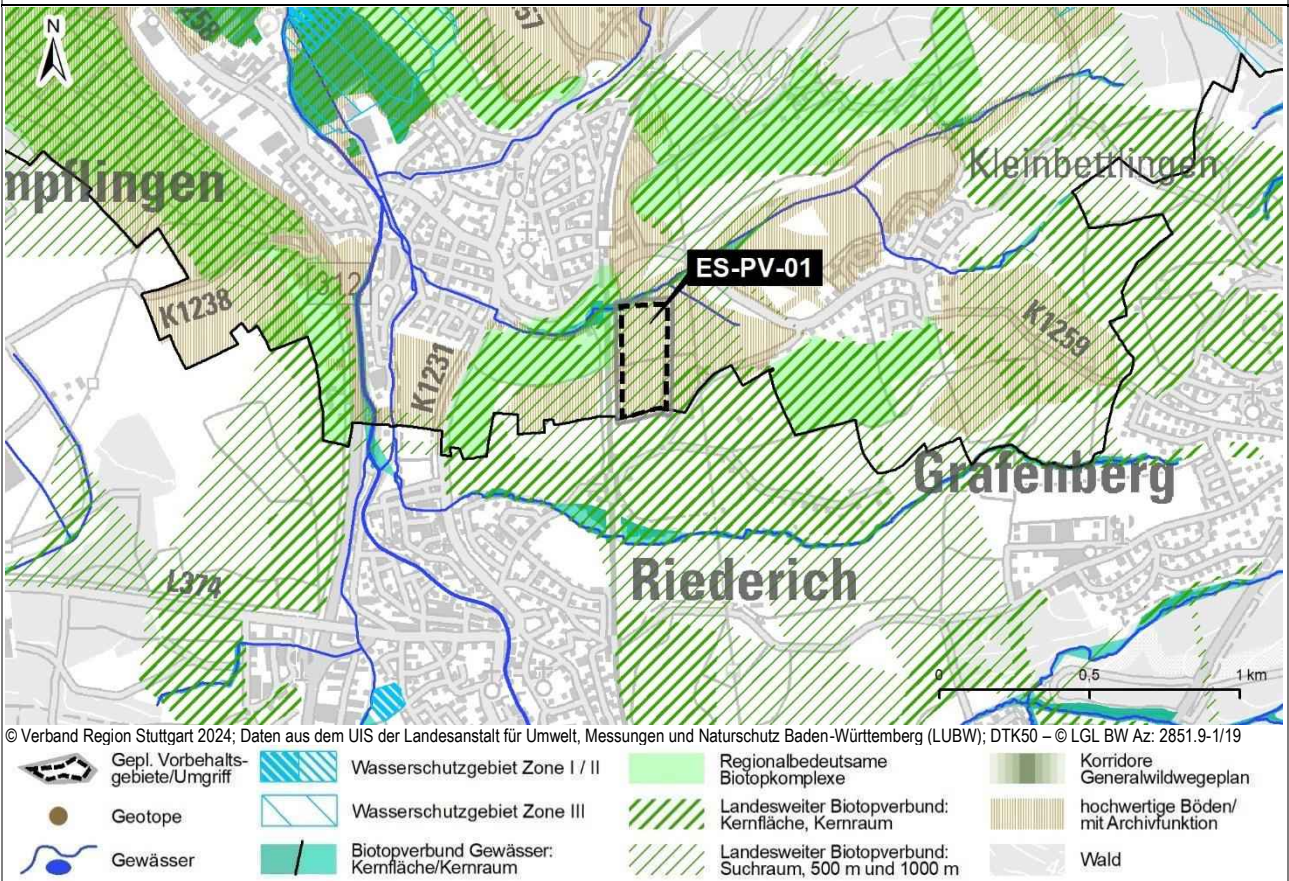 N
258
257
mpflingen
Kleinbettlingen
ES-PV-01
K1238
312
K1231
K1259
Grafenberg
Riederich
L374
0 0,5 1 km
© Verband Region Stuttgart 2024; Daten aus dem UIS der Landesanstalt für Umwelt, Messungen und Naturschutz Baden-Württemberg (LUBW); DTK50 – © LGL BW Az: 2851.9-1/19
Gepl. Vorbehalts-
gebiete/Umgriff
Geotope
Gewässer
Wasserschutzgebiet Zone I / II
Wasserschutzgebiet Zone III
Biotopverbund Gewässer:
Kernfläche/Kernraum
Regionalbedeutsame
Biotopkomplexe
Landesweiter Biotopverbund:
Kernfläche, Kernraum
Landesweiter Biotopverbund:
Suchraum, 500 m und 1000 m
Korridore
Generalwildwegeplan
hochwertige Böden/
mit Archivfunktion
Wald